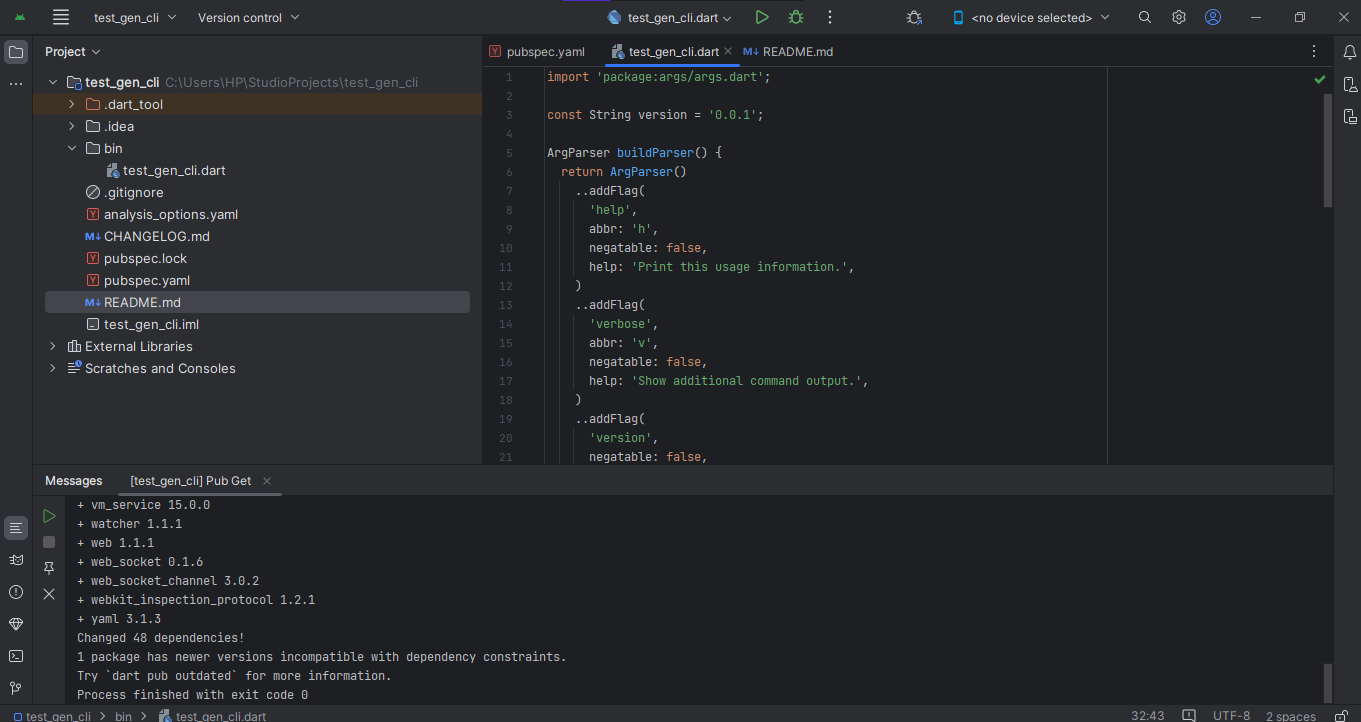 test_gen_cli
Version control
test_gen_cli.dart
<no device selected>
Project
test_gen_cli C:\Users\HP\StudioProjects\test_gen_cli
.dart_tool
.idea
bin
test_gen_cli.dart
.gitignore
analysis_options.yaml
CHANGELOG.md
pubspec.lock
pubspec.yaml
README.md
test_gen_cli.iml
External Libraries
Scratches and Consoles
pubspec.yaml
test_gen_cli.dart
README.md
1 import 'package:args/args.dart';
2
3 const String version = '0.0.1';
4
5 ArgParser buildParser() {
6 return ArgParser()
7 ..addFlag(
8 'help',
9 abbr: 'h',
10 negatable: false,
11 help: 'Print this usage information.',
12 )
13 ..addFlag(
14 'verbose',
15 abbr: 'v',
16 negatable: false,
17 help: 'Show additional command output.',
18 )
19 ..addFlag(
20 'version',
21 negatable: false,
Messages
[test_gen_cli] Pub Get
+ vm_service 15.0.0
+ watcher 1.1.1
+ web 1.1.1
+ web_socket 0.1.6
+ web_socket_channel 3.0.2
+ webkit_inspection_protocol 1.2.1
+ yaml 3.1.3
Changed 48 dependencies!
1 package has newer versions incompatible with dependency constraints.
Try `dart pub outdated` for more information.
Process finished with exit code 0
test_gen_cli > bin > test_gen_cli.dart
32:43
UTF-8
2 spaces